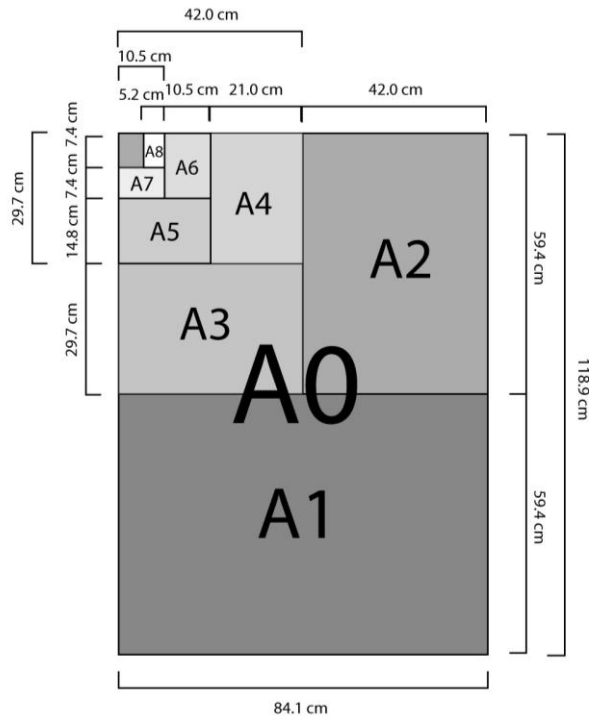 42.0 cm
10.5 cm
5.2 cm
10.5 cm
21.0 cm
42.0 cm
7.4 cm
7.4 cm
14.8 cm
29.7 cm
29.7 cm
A8
A7
A6
A5
A4
A3
A2
A0
A1
59.4 cm
59.4 cm
118.9 cm
84.1 cm